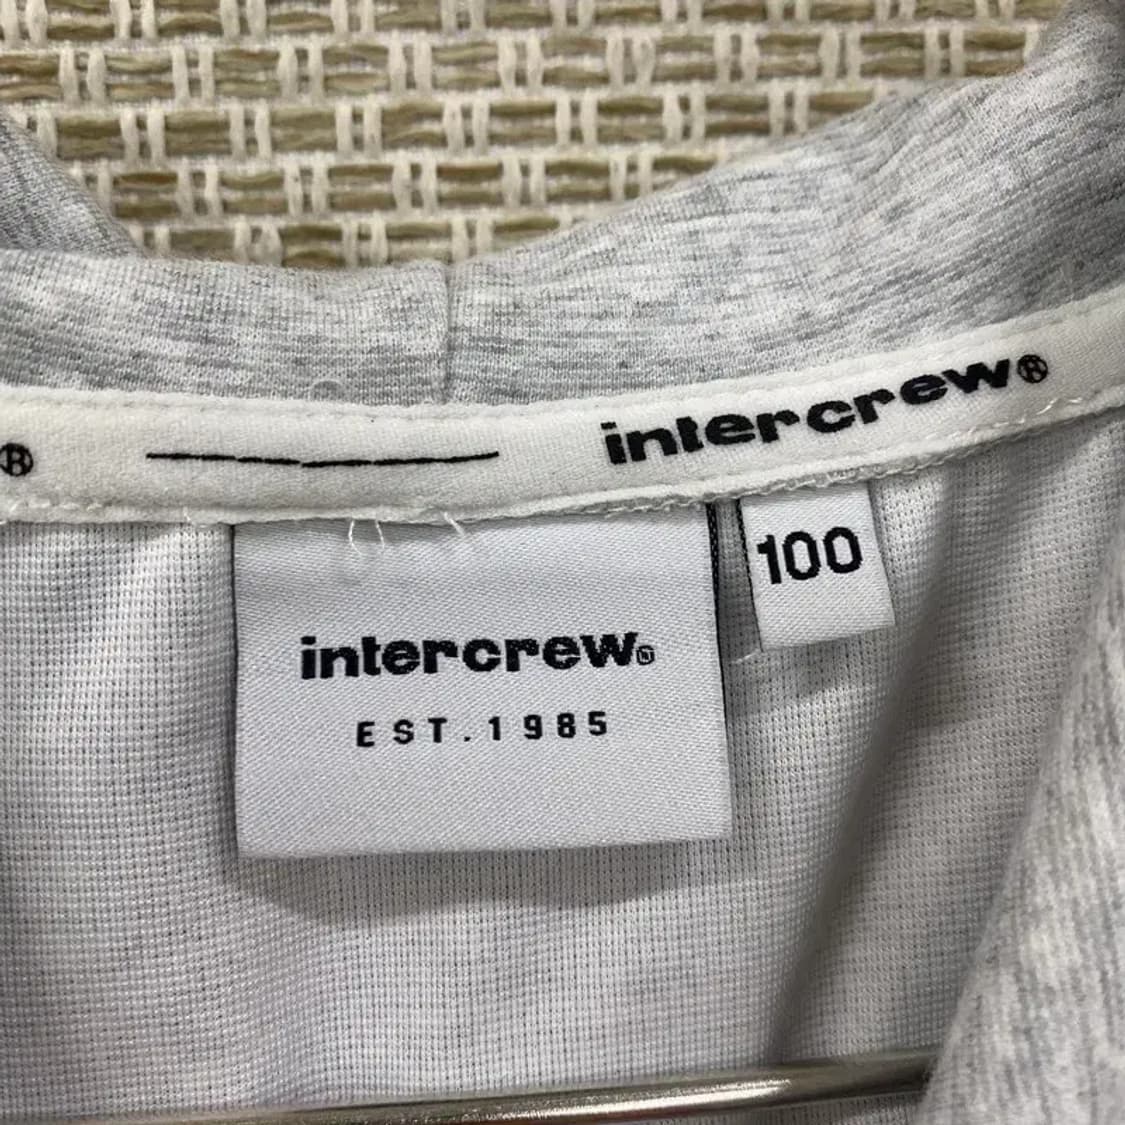 ® intercrew®
100
intercrew
EST.1985